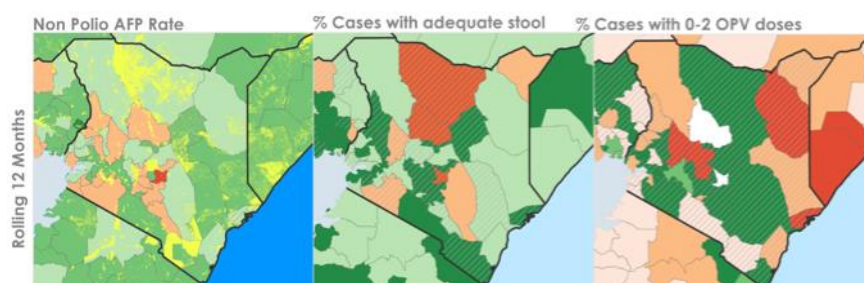 Non Polio AFP Rate
% Cases with adequate stool
% Cases with 0-2 OPV doses
Rolling 12 Months